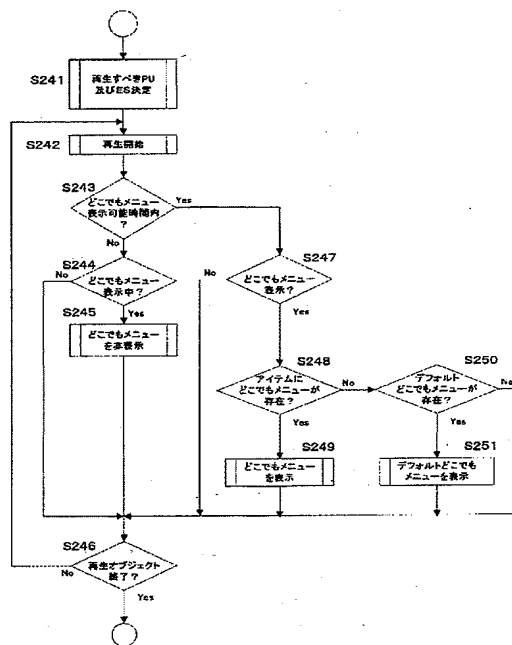 S241
再生すべきPU
及びES決定
S242
再生開始
S243
どこでもメニュー
表示可能時間内
?
Yes
No
S244
どこでもメニュー
表示中?
No
Yes
S245
どこでもメニュー
を非表示
S247
どこでもメニュー
表示?
No
Yes
S248
アイテムに
どこでもメニューが
存在?
No
Yes
S249
どこでもメニュー
を表示
S250
デフォルト
どこでもメニューが
存在?
No
Yes
S251
デフォルトどこでも
メニューを表示
S246
再生オブジェクト
終了?
No
Yes